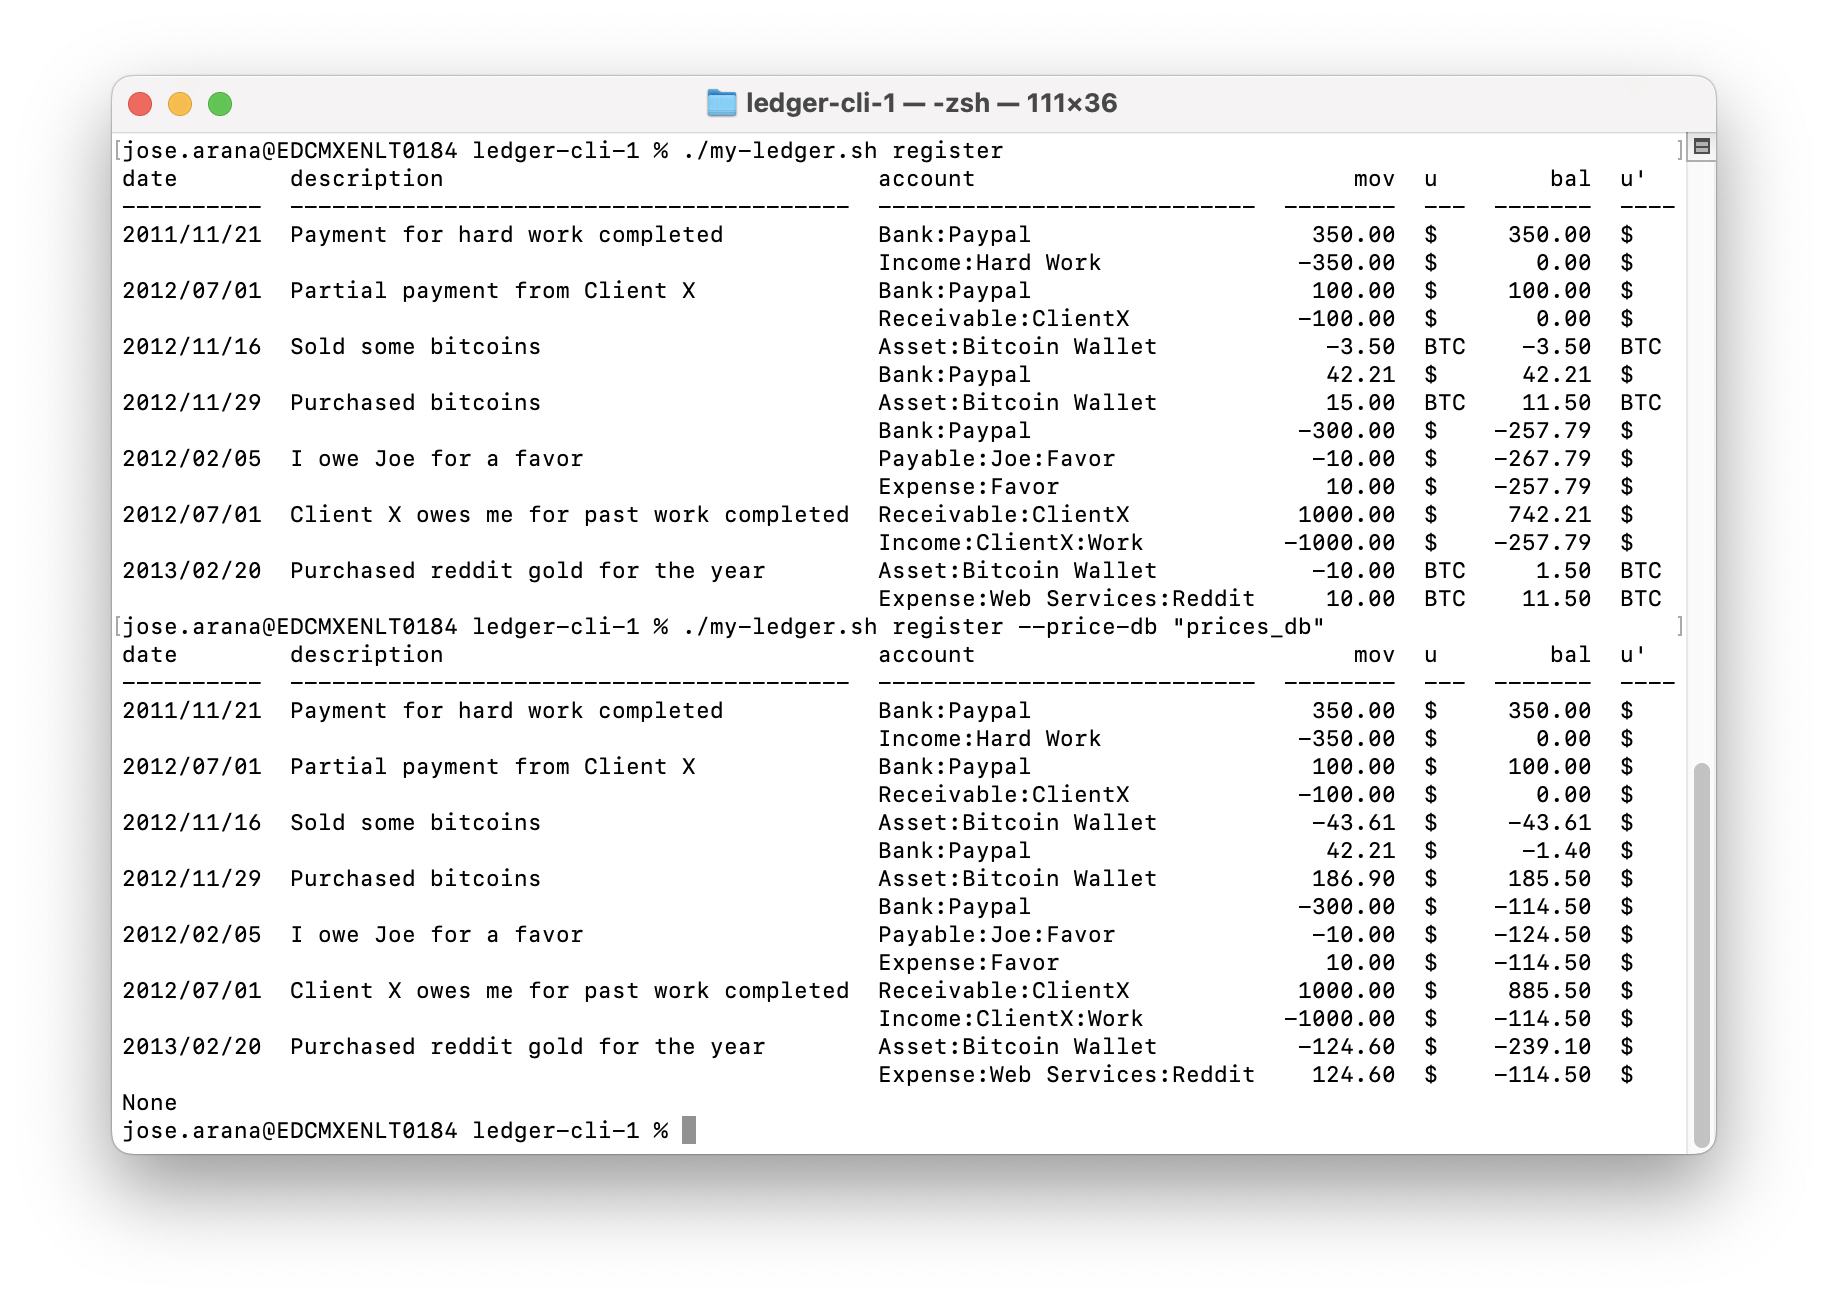 ledger-cli-1 — -zsh — 111×36
jose.arana@EDCMXENLT0184 ledger-cli-1 % ./my-ledger.sh register
date        description                               account                           mov  u          bal  u'
----------  ----------------------------------------  ---------------------------  --------  ---  -------  ----
2011/11/21  Payment for hard work completed           Bank:Paypal                    350.00  $     350.00  $
                                                      Income:Hard Work              -350.00  $       0.00  $
2012/07/01  Partial payment from Client X             Bank:Paypal                    100.00  $     100.00  $
                                                      Receivable:ClientX            -100.00  $       0.00  $
2012/11/16  Sold some bitcoins                        Asset:Bitcoin Wallet            -3.50  BTC    -3.50  BTC
                                                      Bank:Paypal                     42.21  $      42.21  $
2012/11/29  Purchased bitcoins                        Asset:Bitcoin Wallet            15.00  BTC    11.50  BTC
                                                      Bank:Paypal                   -300.00  $    -257.79  $
2012/02/05  I owe Joe for a favor                     Payable:Joe:Favor              -10.00  $    -267.79  $
                                                      Expense:Favor                   10.00  $    -257.79  $
2012/07/01  Client X owes me for past work completed  Receivable:ClientX            1000.00  $     742.21  $
                                                      Income:ClientX:Work          -1000.00  $    -257.79  $
2013/02/20  Purchased reddit gold for the year        Asset:Bitcoin Wallet           -10.00  BTC     1.50  BTC
                                                      Expense:Web Services:Reddit     10.00  BTC    11.50  BTC
jose.arana@EDCMXENLT0184 ledger-cli-1 % ./my-ledger.sh register --price-db "prices_db"
date        description                               account                           mov  u          bal  u'
----------  ----------------------------------------  ---------------------------  --------  ---  -------  ----
2011/11/21  Payment for hard work completed           Bank:Paypal                    350.00  $     350.00  $
                                                      Income:Hard Work              -350.00  $       0.00  $
2012/07/01  Partial payment from Client X             Bank:Paypal                    100.00  $     100.00  $
                                                      Receivable:ClientX            -100.00  $       0.00  $
2012/11/16  Sold some bitcoins                        Asset:Bitcoin Wallet           -43.61  $     -43.61  $
                                                      Bank:Paypal                     42.21  $      -1.40  $
2012/11/29  Purchased bitcoins                        Asset:Bitcoin Wallet           186.90  $     185.50  $
                                                      Bank:Paypal                   -300.00  $    -114.50  $
2012/02/05  I owe Joe for a favor                     Payable:Joe:Favor              -10.00  $    -124.50  $
                                                      Expense:Favor                   10.00  $    -114.50  $
2012/07/01  Client X owes me for past work completed  Receivable:ClientX            1000.00  $     885.50  $
                                                      Income:ClientX:Work          -1000.00  $    -114.50  $
2013/02/20  Purchased reddit gold for the year        Asset:Bitcoin Wallet          -124.60  $    -239.10  $
                                                      Expense:Web Services:Reddit    124.60  $    -114.50  $
None
jose.arana@EDCMXENLT0184 ledger-cli-1 %